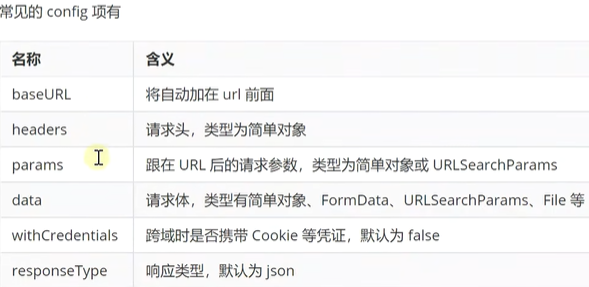 常见的 config 项有
名称 含义
baseURL 将自动加在 url 前面
headers 请求头，类型为简单对象
params 跟在 URL 后的请求参数，类型为简单对象或 URLSearchParams
data 请求体，类型有简单对象、FormData、URLSearchParams、File 等
withCredentials 跨域时是否携带 Cookie 等凭证，默认为 false
responseType 响应类型，默认为 json